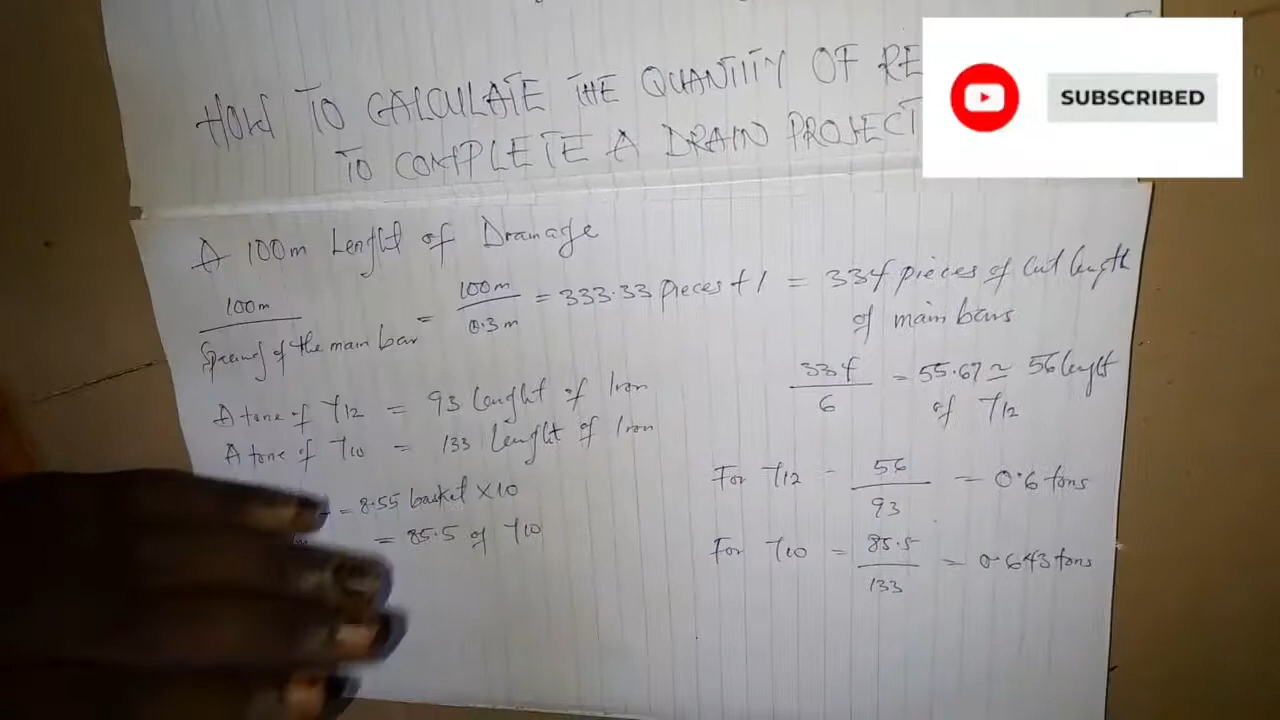 HOW TO CALCULATE THE QUANTITY OF RE
TO COMPLETE A DRAIN PROJECT
SUBSCRIBED
A 100m Lenght of Drainage
100m / Spacing of the main bar = 100m / 0.3m = 333.33 pieces + 1 = 334 pieces of cut length
of main bars
334 / 6 = 55.67 ≃ 56 lenght
of Y12
A tone of Y12 = 93 Lenght of Iron
A tone of Y10 = 133 Lenght of Iron
= 8.55 basket X10
= 85.5 of Y10
For Y12 = 56 / 93 = 0.6 tons
For Y10 = 85.5 / 133 = 0.643 tons